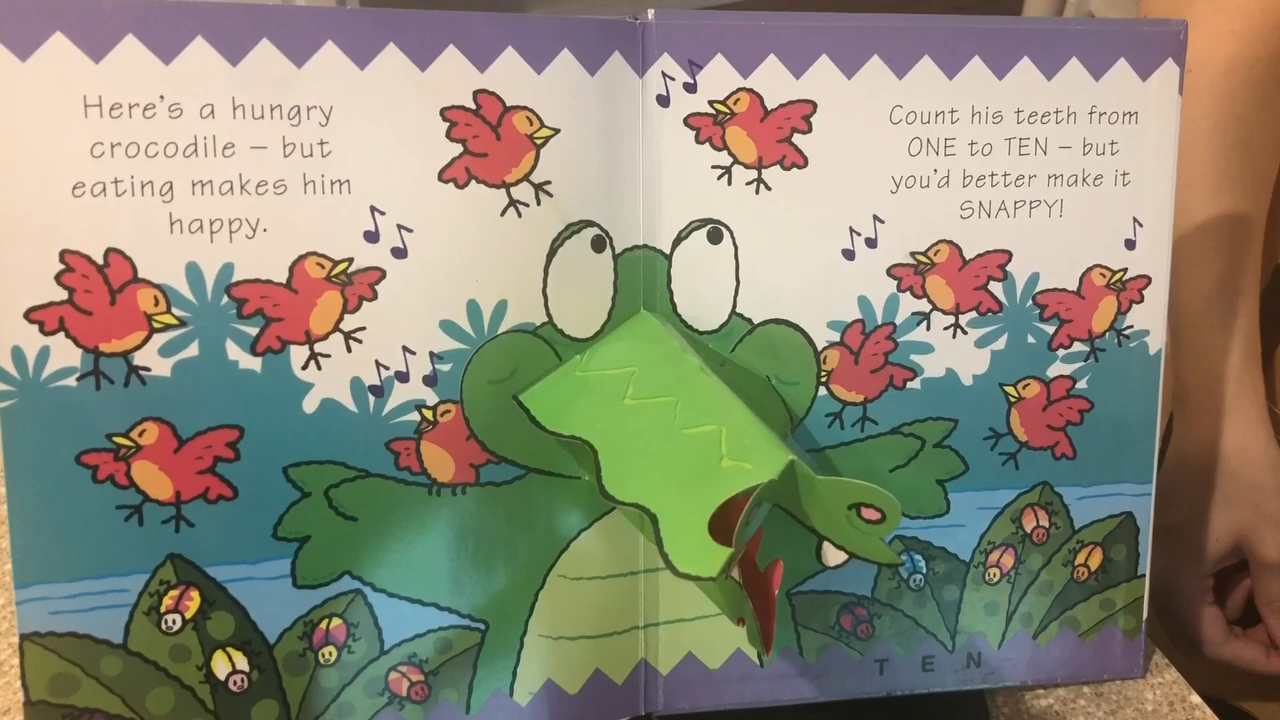 Here's a hungry
crocodile – but
eating makes him
happy.
Count his teeth from
ONE to TEN – but
you'd better make it
SNAPPY!
TEN